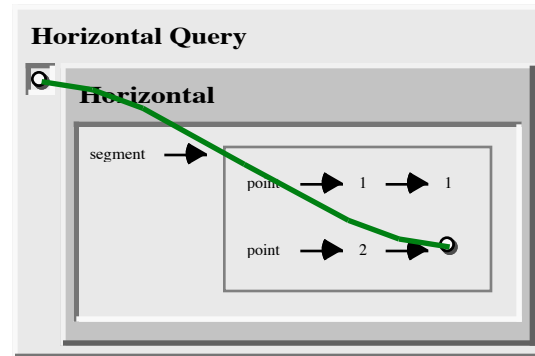 Horizontal Query
Horizontal
segment
point 1 1
point 2